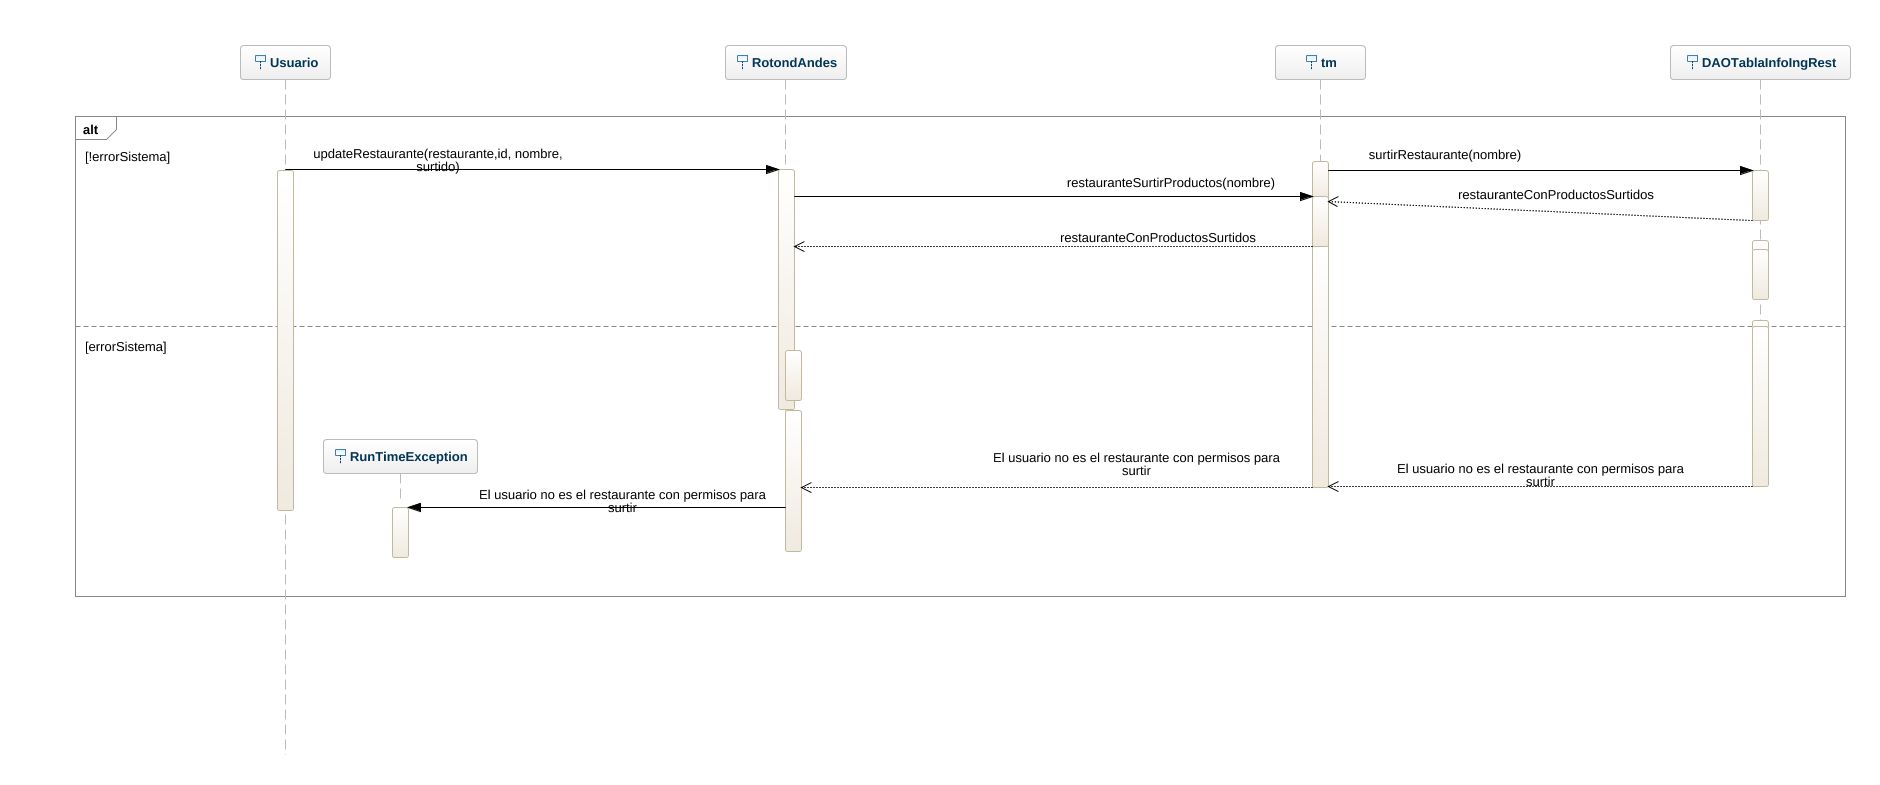 Usuario
RotondAndes
tm
DAOTablaInfoIngRest
alt
[!errorSistema]
updateRestaurante(restaurante,id, nombre,
surtido)
surtirRestaurante(nombre)
restauranteSurtirProductos(nombre)
restauranteConProductosSurtidos
restauranteConProductosSurtidos
[errorSistema]
RunTimeException
El usuario no es el restaurante con permisos para
surtir
El usuario no es el restaurante con permisos para
surtir
El usuario no es el restaurante con permisos para
surtir